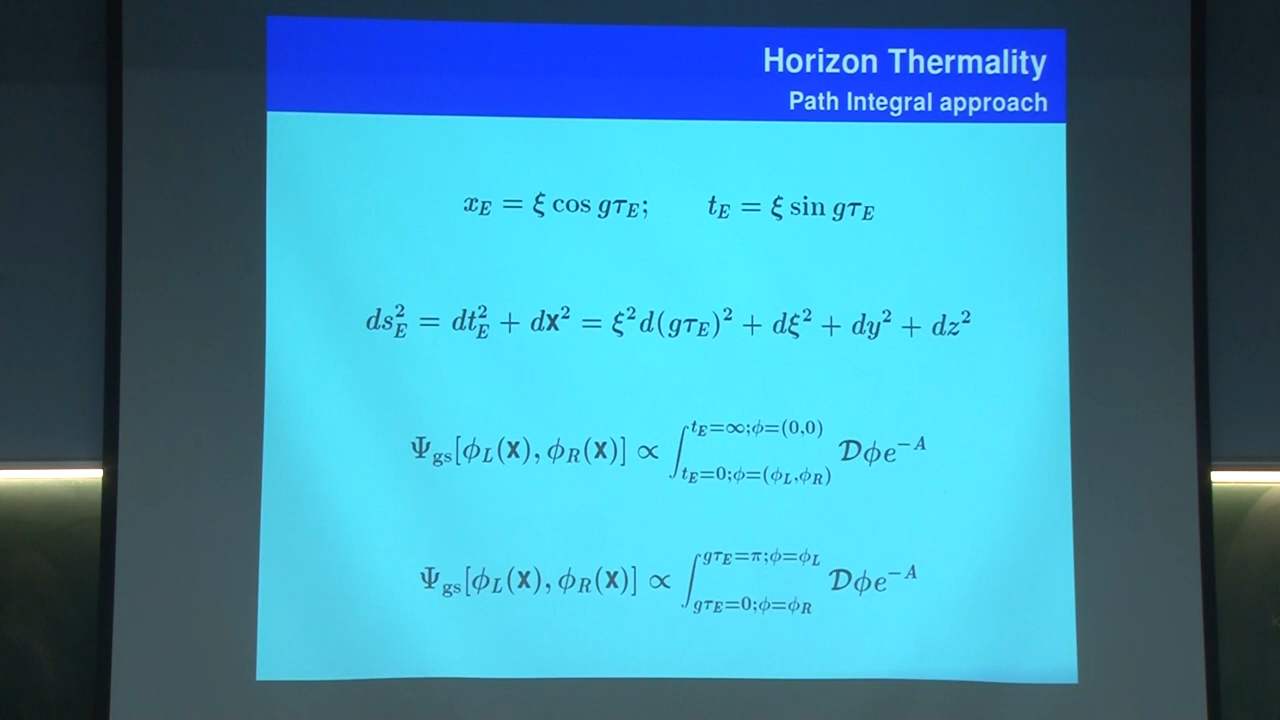 Horizon Thermality
Path Integral approach
x_E = ξ cos gτ_E; t_E = ξ sin gτ_E
ds_E^2 = dt_E^2 + dx^2 = ξ^2 d(gτ_E)^2 + dξ^2 + dy^2 + dz^2
Ψ_gs[ϕ_L(x), ϕ_R(x)] ∝ ∫_{t_E=0;ϕ=(ϕ_L,ϕ_R)}^{t_E=∞;ϕ=(0,0)} 𝒟ϕe^{-A}
Ψ_gs[ϕ_L(x), ϕ_R(x)] ∝ ∫_{gτ_E=0;ϕ=ϕ_R}^{gτ_E=π;ϕ=ϕ_L} 𝒟ϕe^{-A}